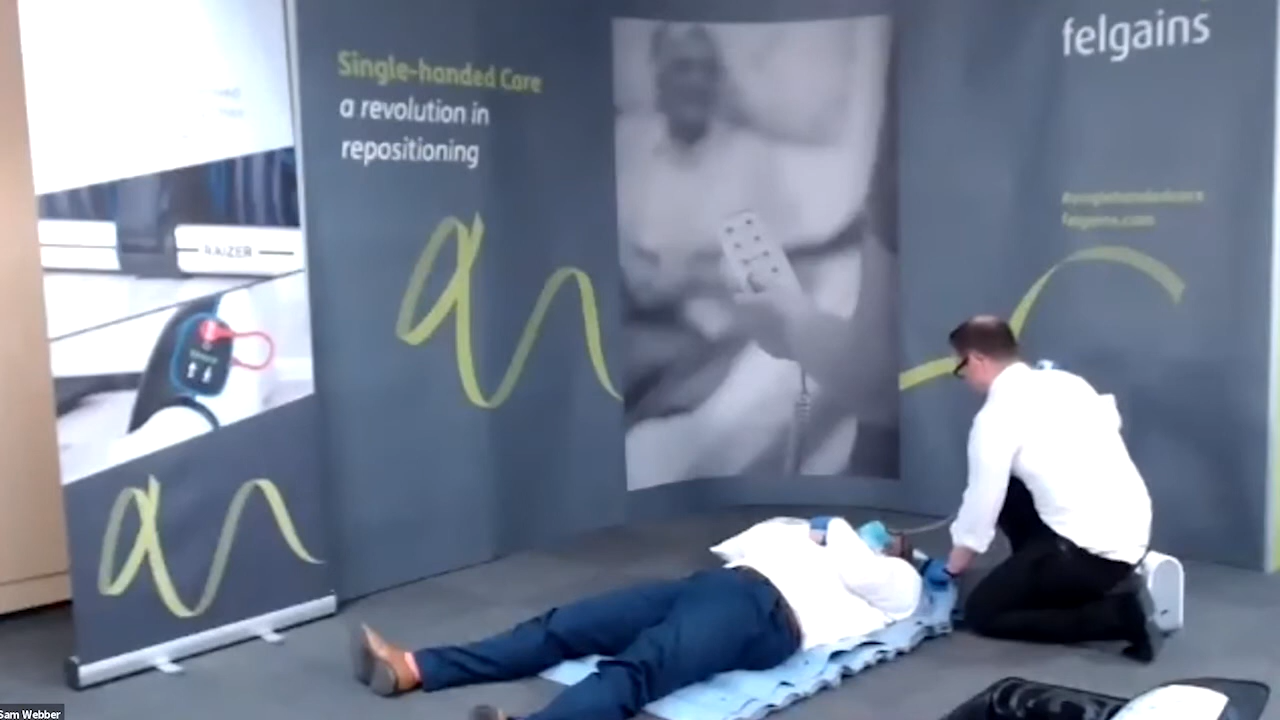 Single-handed Care
a revolution in
repositioning
felgains
#singlehandedcare
felgains.com
RAIZER
Sam Webber